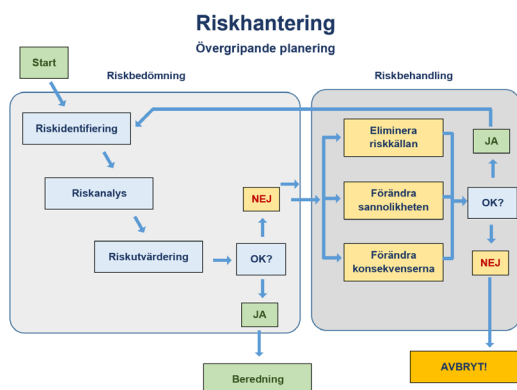 Riskhantering
Övergripande planering
Start
Riskbedömning
Riskbehandling
Riskidentifiering
Eliminera
riskkällan
JA
Riskanalys
NEJ
Förändra
sannolikheten
OK?
Riskutvärdering
OK?
Förändra
konsekvenserna
NEJ
JA
Beredning
AVBRYT!